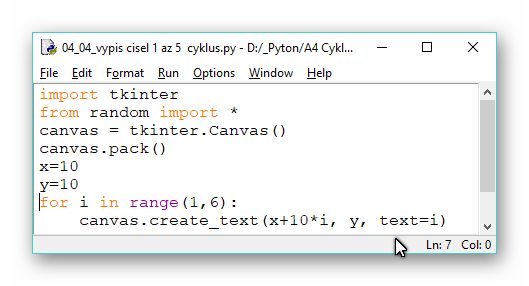 04_04_vypis cisel 1 az 5  cyklus.py - D:/_Pyton/A4 Cykl...
File Edit Format Run Options Window Help
import tkinter
from random import *
canvas = tkinter.Canvas()
canvas.pack()
x=10
y=10
for i in range(1,6):
    canvas.create_text(x+10*i, y, text=i)
Ln: 7 Col: 0